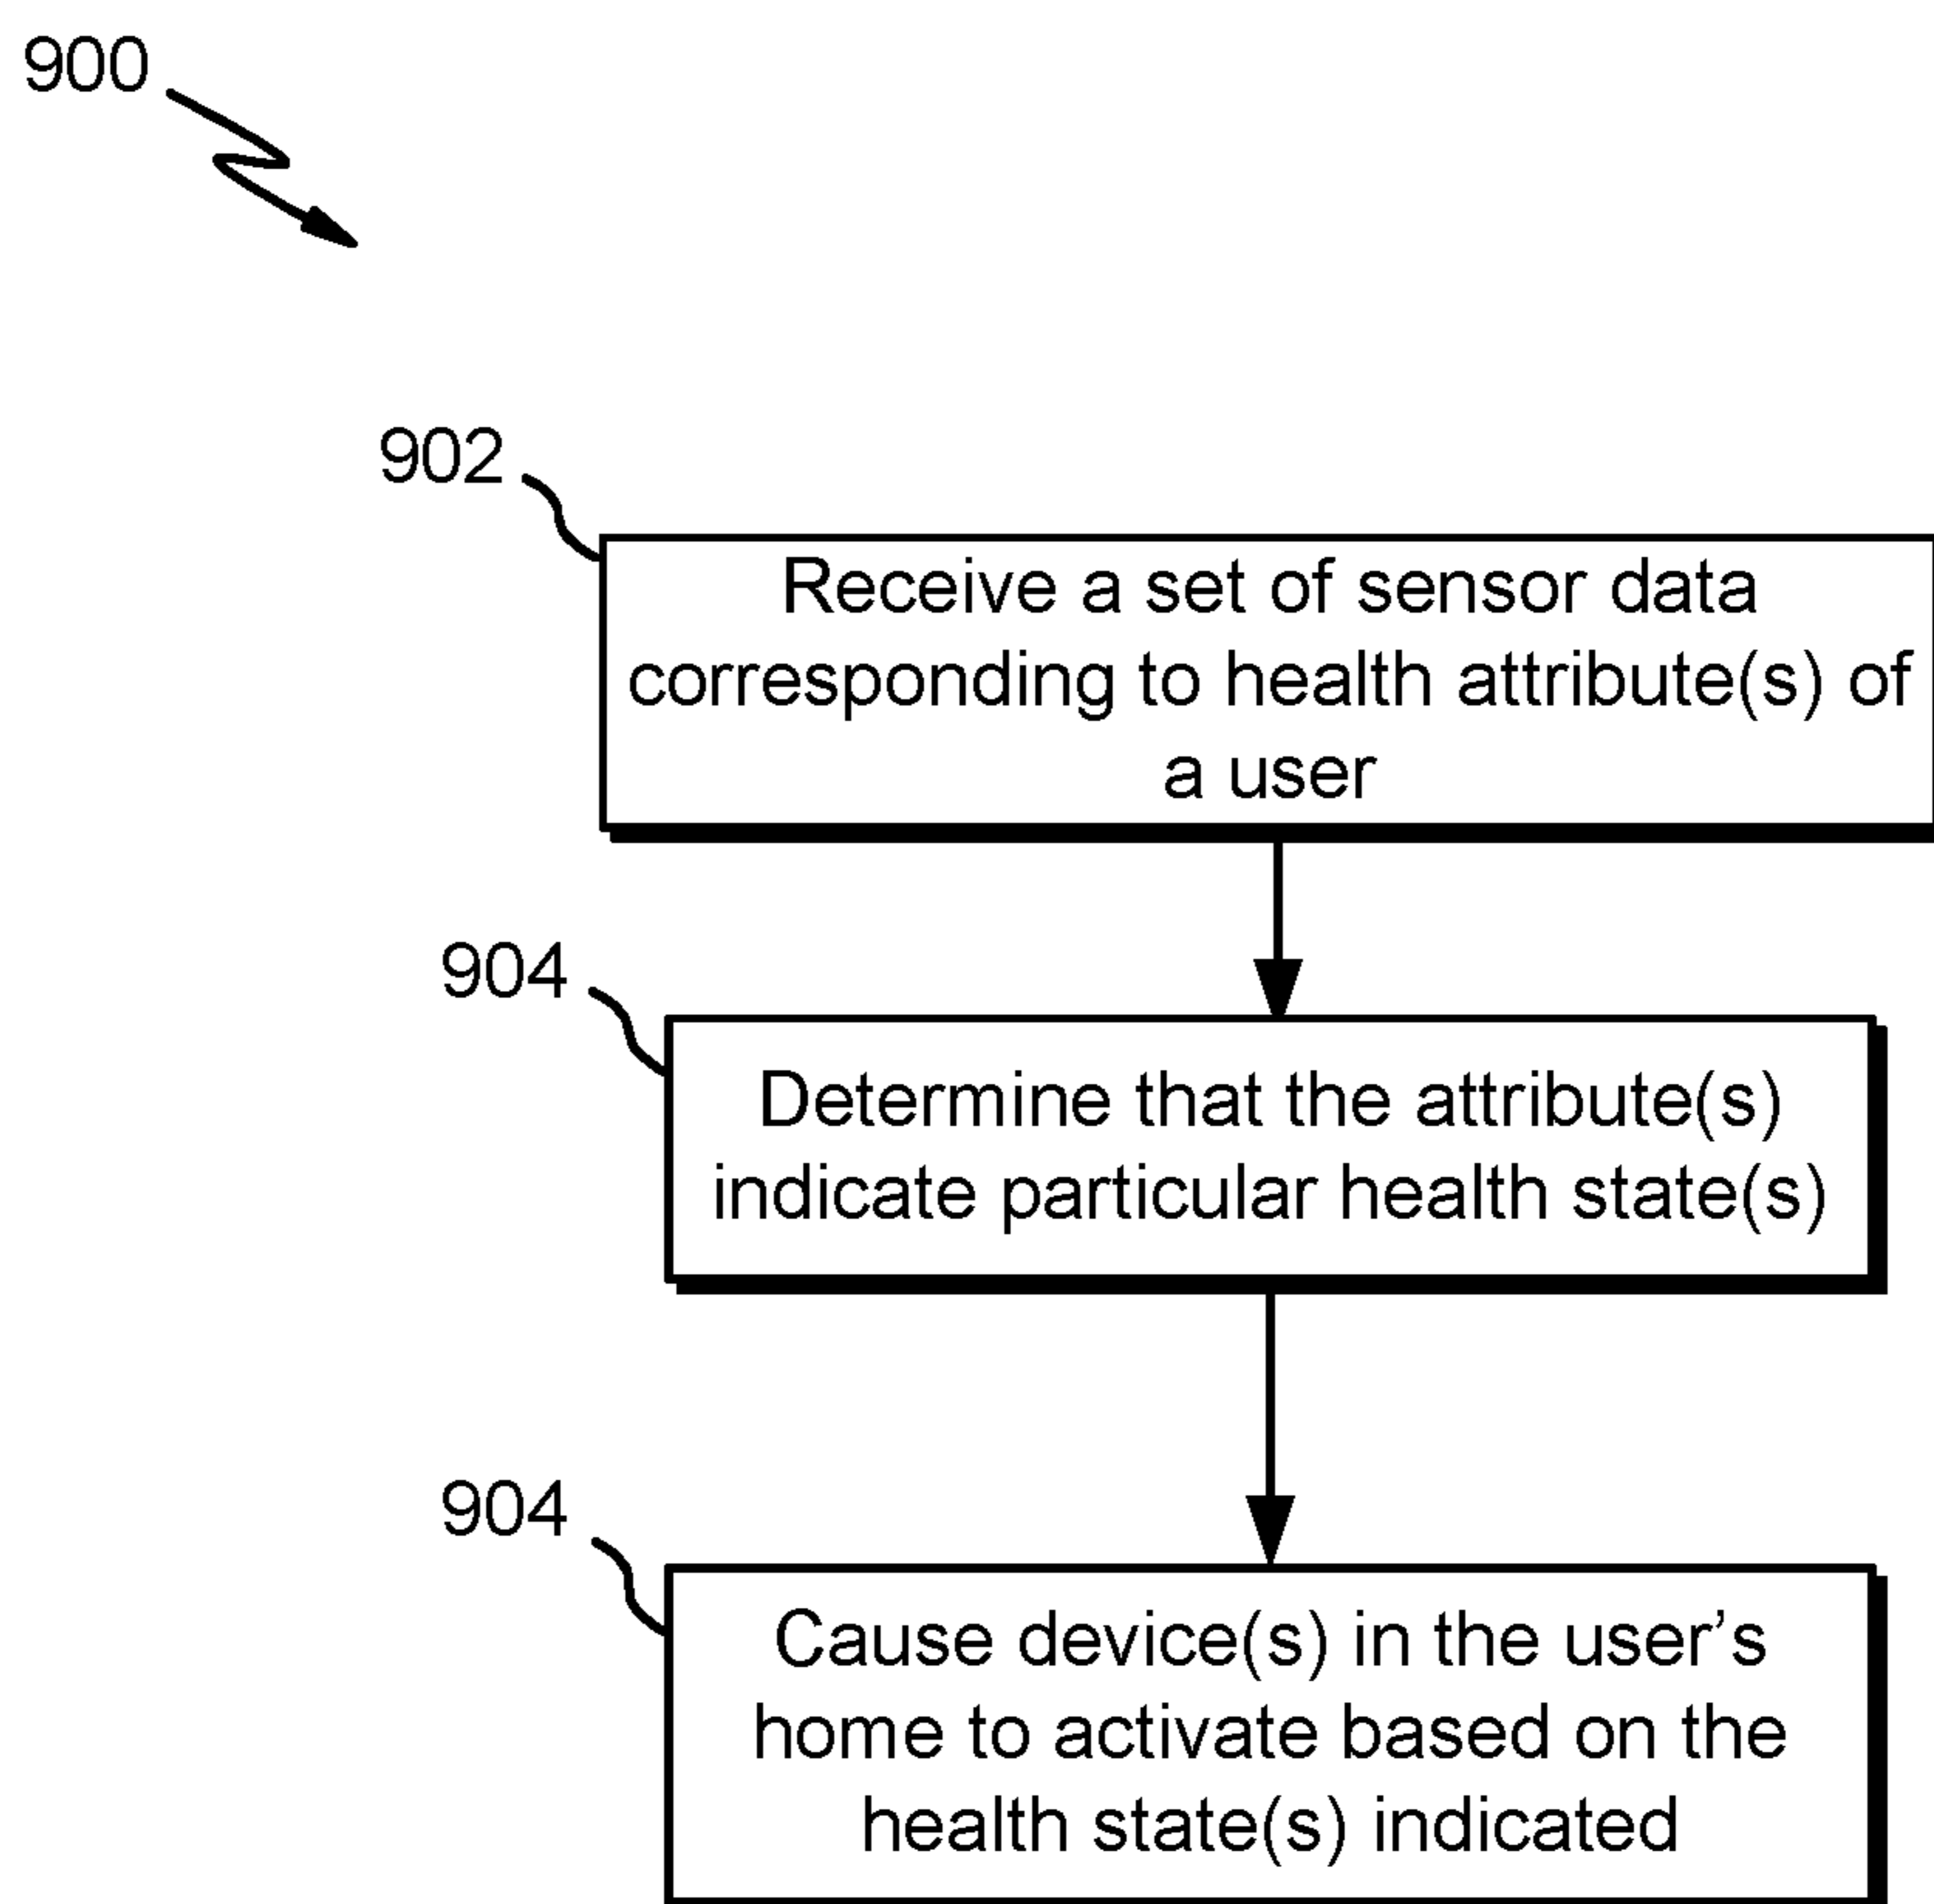 900
902
Receive a set of sensor data
corresponding to health attribute(s) of
a user
904
Determine that the attribute(s)
indicate particular health state(s)
904
Cause device(s) in the user’s
home to activate based on the
health state(s) indicated